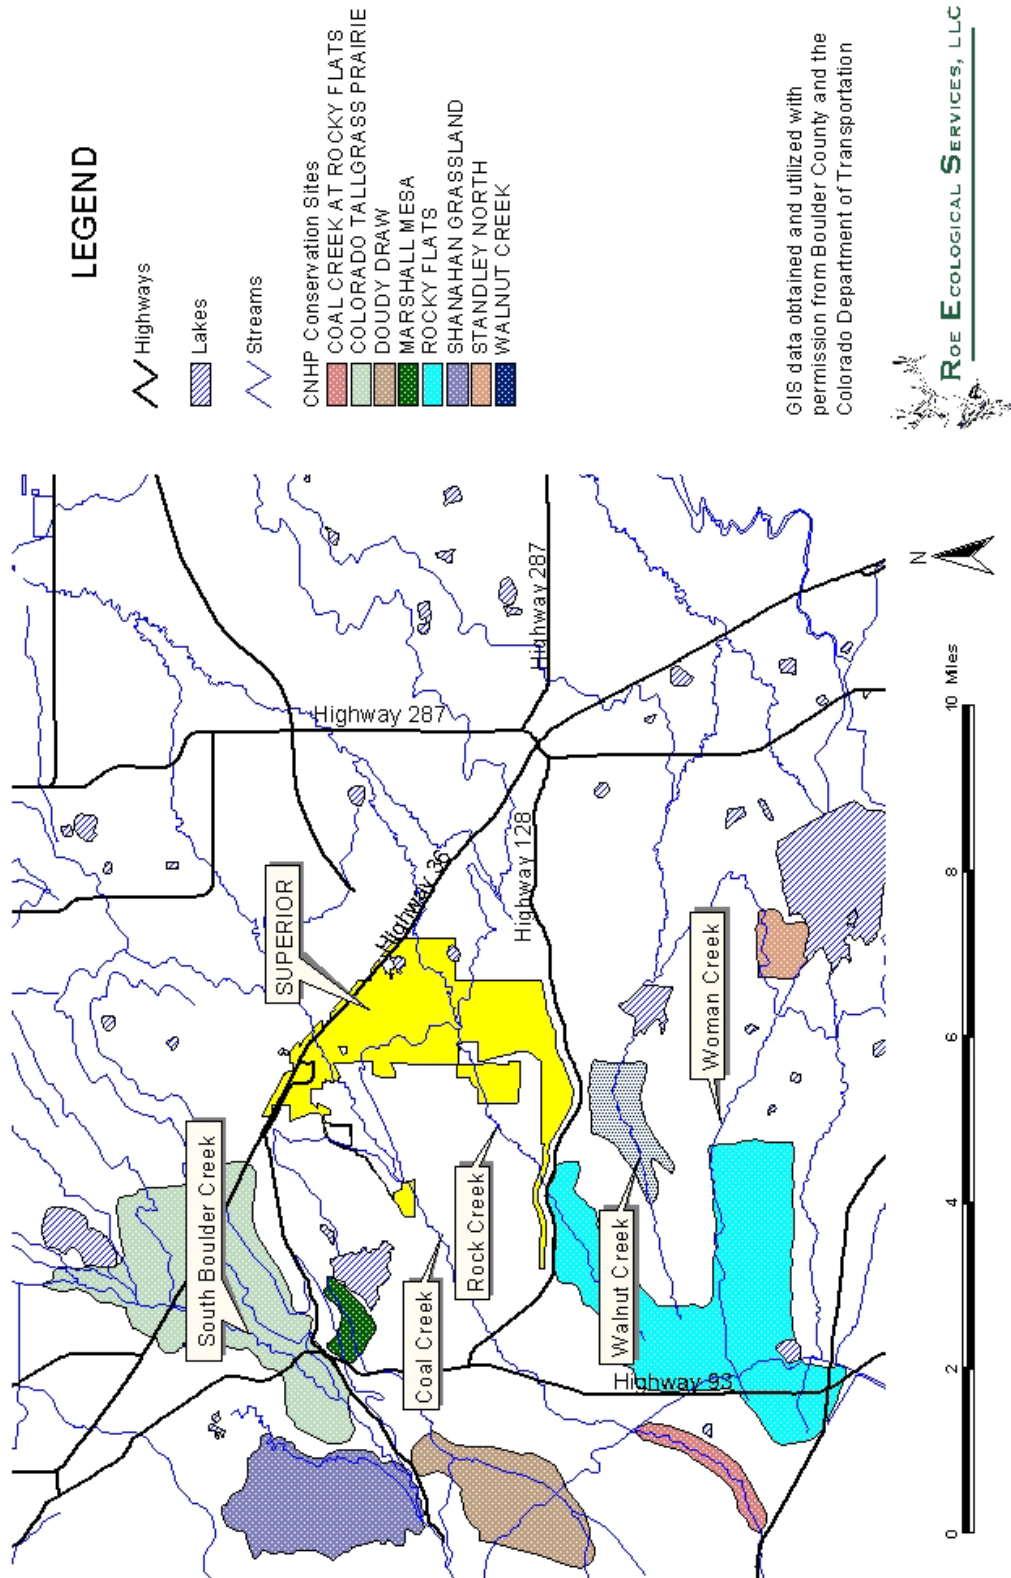 LEGEND
Highways
Lakes
Streams
CNHP Conservation Sites
COAL CREEK AT ROCKY FLATS
COLORADO TALLGRASS PRAIRIE
DOUDY DRAW
MARSHALL MESA
ROCKY FLATS
SHANAHAN GRASSLAND
STANDLEY NORTH
WALNUT CREEK
GIS data obtained and utilized with
permission from Boulder County and the
Colorado Department of Transportation
ROE ECOLOGICAL SERVICES, LLC
South Boulder Creek
SUPERIOR
Highway 287
Highway 36
Highway 287
Highway 128
Coal Creek
Rock Creek
Walnut Creek
Woman Creek
Highway 93
N
0
2
4
6
8
10 Miles